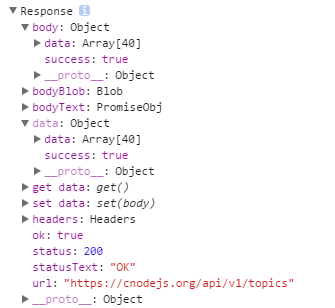 Response i
body: Object
data: Array[40]
success: true
__proto__: Object
bodyBlob: Blob
bodyText: PromiseObj
data: Object
data: Array[40]
success: true
__proto__: Object
get data: get()
set data: set(body)
headers: Headers
ok: true
status: 200
statusText: "OK"
url: "https://cnodejs.org/api/v1/topics"
__proto__: Object